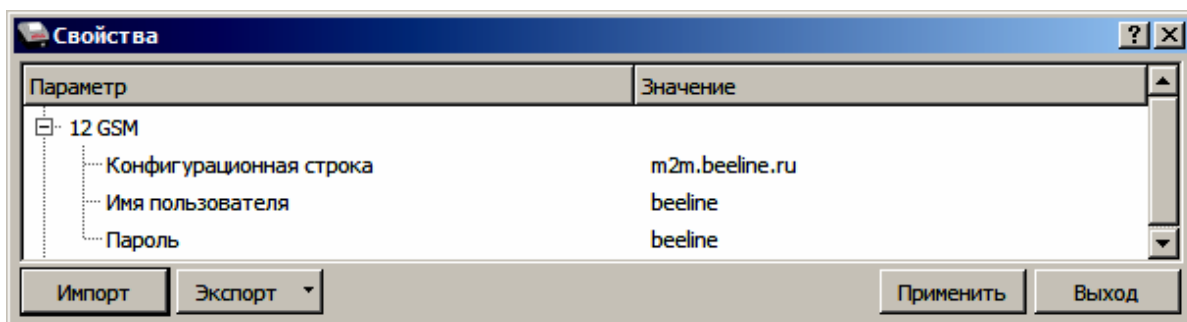 Свойства
Параметр Значение
12 GSM
Конфигурационная строка m2m.beeline.ru
Имя пользователя beeline
Пароль beeline
Импорт Экспорт Применить Выход